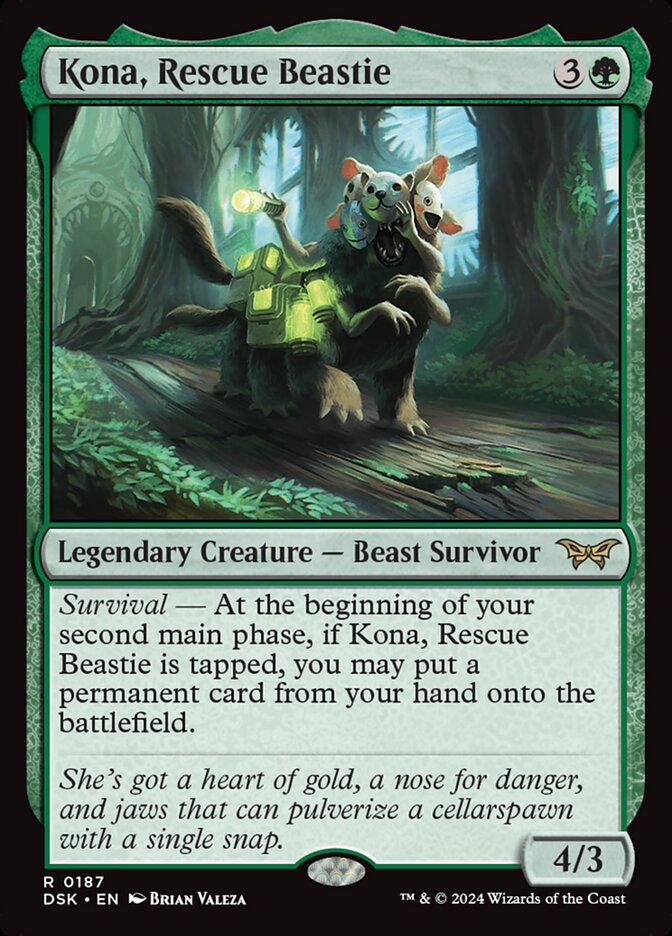 Kona, Rescue Beastie 3
Legendary Creature — Beast Survivor
Survival — At the beginning of your
second main phase, if Kona, Rescue
Beastie is tapped, you may put a
permanent card from your hand onto the
battlefield.
She's got a heart of gold, a nose for danger,
and jaws that can pulverize a cellarspawn
with a single snap.
4/3
R 0187
DSK • EN Brian Valeza
™ & © 2024 Wizards of the Coast